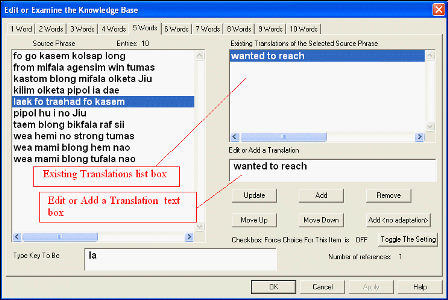 Edit or Examine the Knowledge Base
1 Word 2 Words 3 Words 4 Words 5 Words 6 Words 7 Words 8 Words 9 Words 10 Words
Source Phrase Entries: 10
fo go kasem kolsap long
from mifala agensim win tumas
kastom blong mifala olketa Jiu
kilim olketa pipol ia dae
laek fo traehad fo kasem
pipol hu i no Jiu
taem blong bikfala raf sii
wea hemi no strong tumas
wea mami blong hem nao
wea mami blong tufala nao
Existing Translations of the Selected Source Phrase
wanted to reach
Edit or Add a Translation
wanted to reach
Existing Translations list box
Edit or Add a Translation text box
Update Add Remove
Move Up Move Down Add <no adaptation>
Checkbox: Force Choice For This Item is OFF Toggle The Setting
Type Key To Be la
Number of references: 1
OK Cancel Apply Help